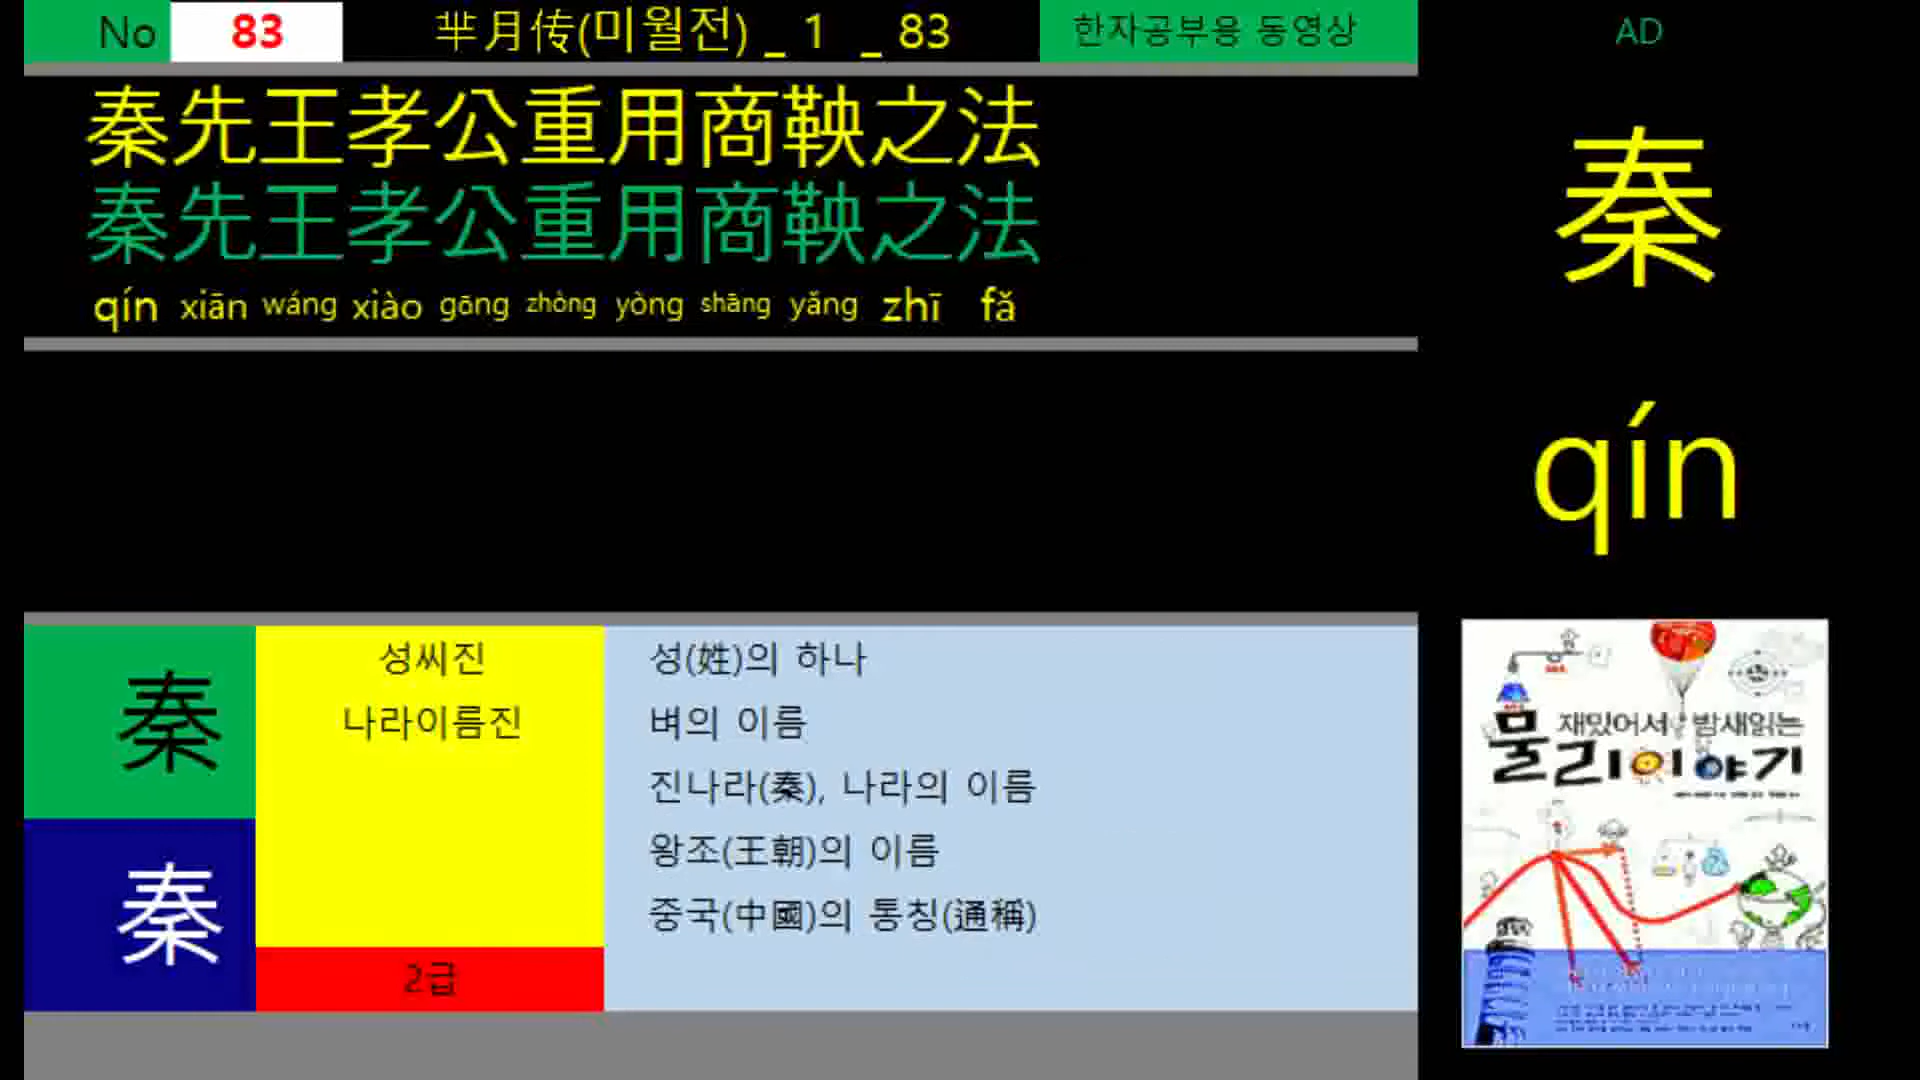 No 83 芈月传(미월전) _ 1 _ 83 한자공부용 동영상 AD
秦先王孝公重用商鞅之法
秦先王孝公重用商鞅之法
qín xiān wáng xiào gōng zhòng yòng shāng yǎng zhī fǎ
秦
qín
秦
秦
성씨진
나라이름진
2급
성(姓)의 하나
벼의 이름
진나라(秦), 나라의 이름
왕조(王朝)의 이름
중국(中國)의 통칭(通稱)
재밌어서 밤새읽는
물리이야기